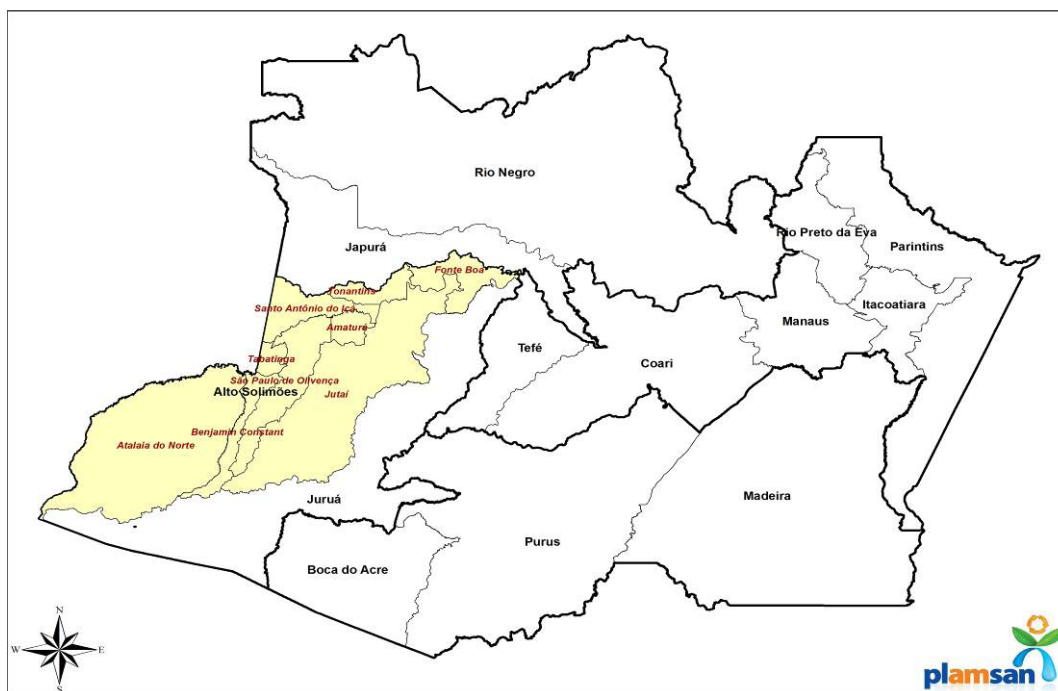 Rio Negro
Rio Preto da Eva
Parintins
Japurá
Fonte Boa
Tonantins
Santo Antônio do Içá
Itacoatiara
Amaturá
Manaus
Tefé
Tabatinga
Coari
São Paulo de Olivença
Alto Solimões
Jutaí
Benjamin Constant
Atalaia do Norte
Juruá
Madeira
Purus
Boca do Acre
N
W
E
S
plamsan